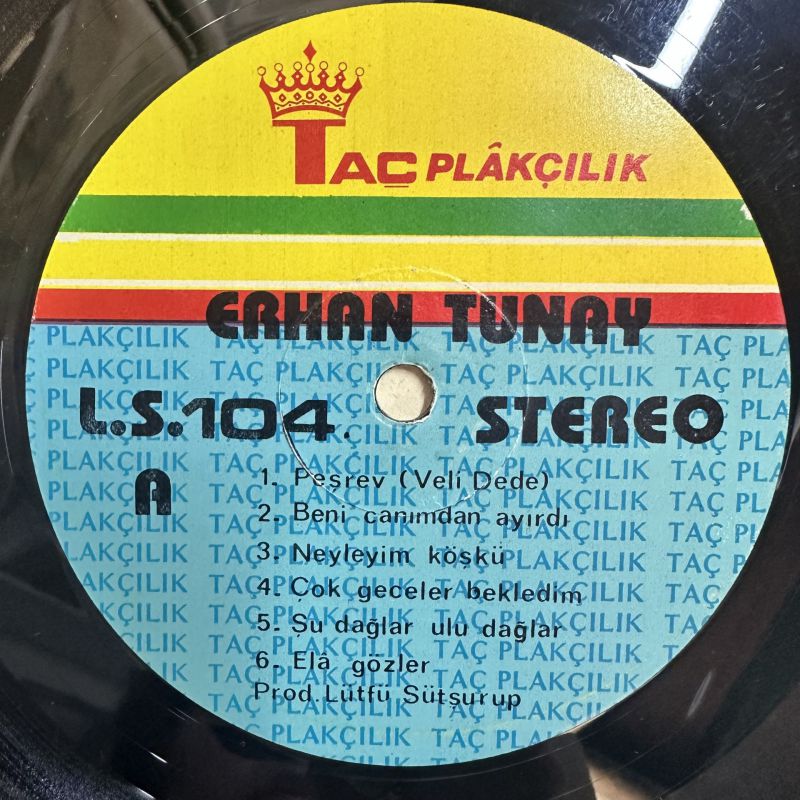 TAÇ PLÂKÇILIK
ERHAN TUNAY
L.S.104. STEREO
A
1. Peşrev (Veli Dede)
2. Beni canımdan ayırdı
3. Neyleyim köşkü
4. Çok geceler bekledim
5. Şu dağlar ulu dağlar
6. Elâ gözler
Prod. Lütfü Sütşurup